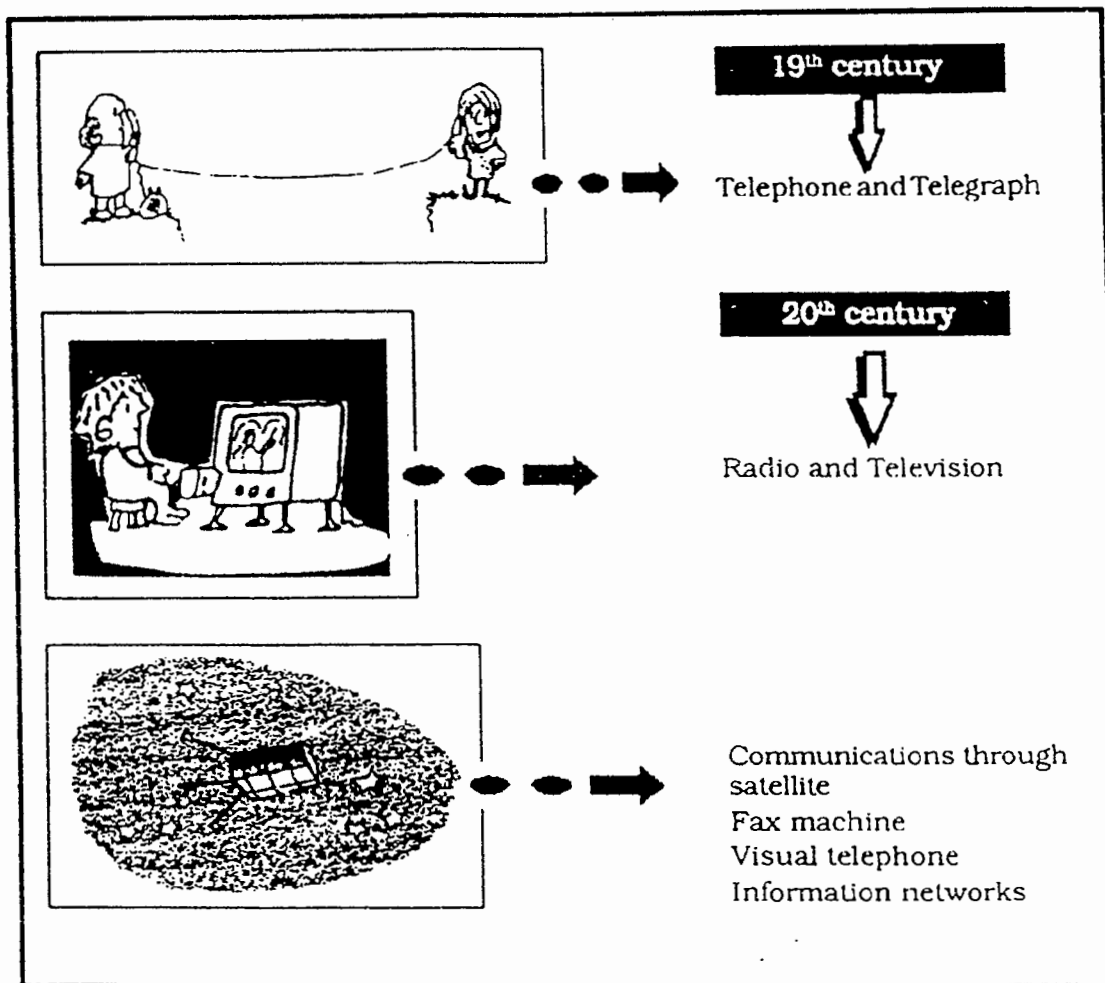 19th century
Telephone and Telegraph
20th century
Radio and Television
Communications through
satellite
Fax machine
Visual telephone
Information networks